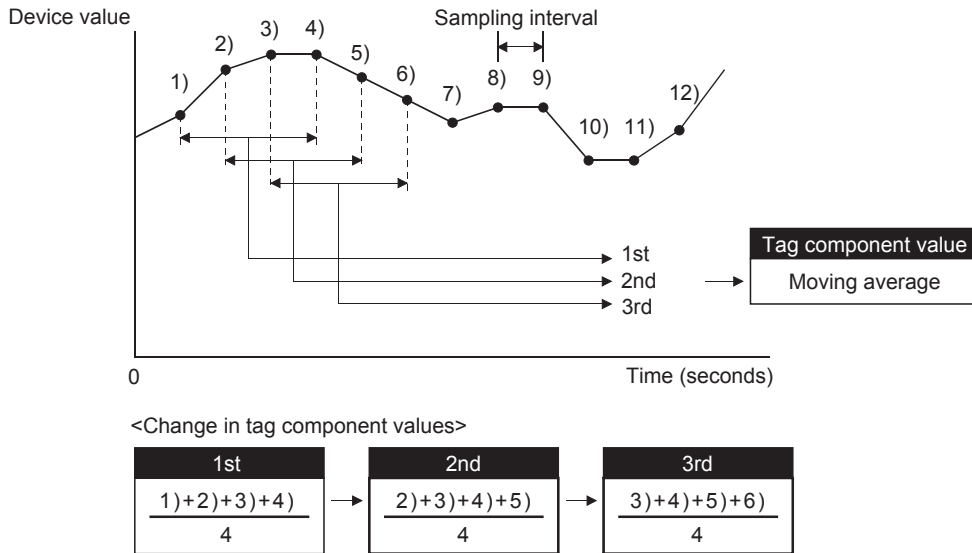 Device value
Sampling interval
1)
2)
3)
4)
5)
6)
7)
8)
9)
10)
11)
12)
1st
2nd
3rd
Tag component value
Moving average
0
Time (seconds)
<Change in tag component values>
1st
1)+2)+3)+4)
4
2nd
2)+3)+4)+5)
4
3rd
3)+4)+5)+6)
4